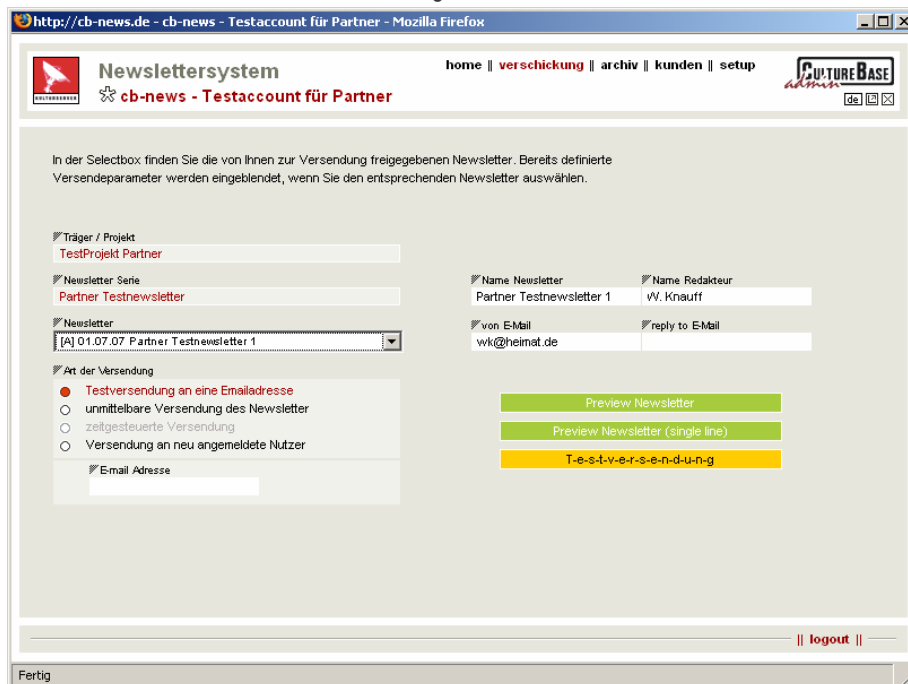 http://cb-news.de - cb-news - Testaccount für Partner - Mozilla Firefox
Newslettersystem
cb-news - Testaccount für Partner
home || verschickung || archiv || kunden || setup
KULTURSERVER
CULTUREBASE
admin
de
In der Selectbox finden Sie die von Ihnen zur Versendung freigegebenen Newsletter. Bereits definierte
Versendeparameter werden eingeblendet, wenn Sie den entsprechenden Newsletter auswählen.
Träger / Projekt
TestProjekt Partner
Newsletter Serie
Partner Testnewsletter
Newsletter
[A] 01.07.07 Partner Testnewsletter 1
Art der Versendung
Testversendung an eine Emailadresse
unmittelbare Versendung des Newsletter
zeitgesteuerte Versendung
Versendung an neu angemeldete Nutzer
E-mail Adresse
Name Newsletter
Partner Testnewsletter 1
Name Redakteur
W. Knauff
von E-Mail
wk@heimat.de
reply to E-Mail
Preview Newsletter
Preview Newsletter (single line)
T-e-s-t-v-e-r-s-e-n-d-u-n-g
|| logout ||
Fertig